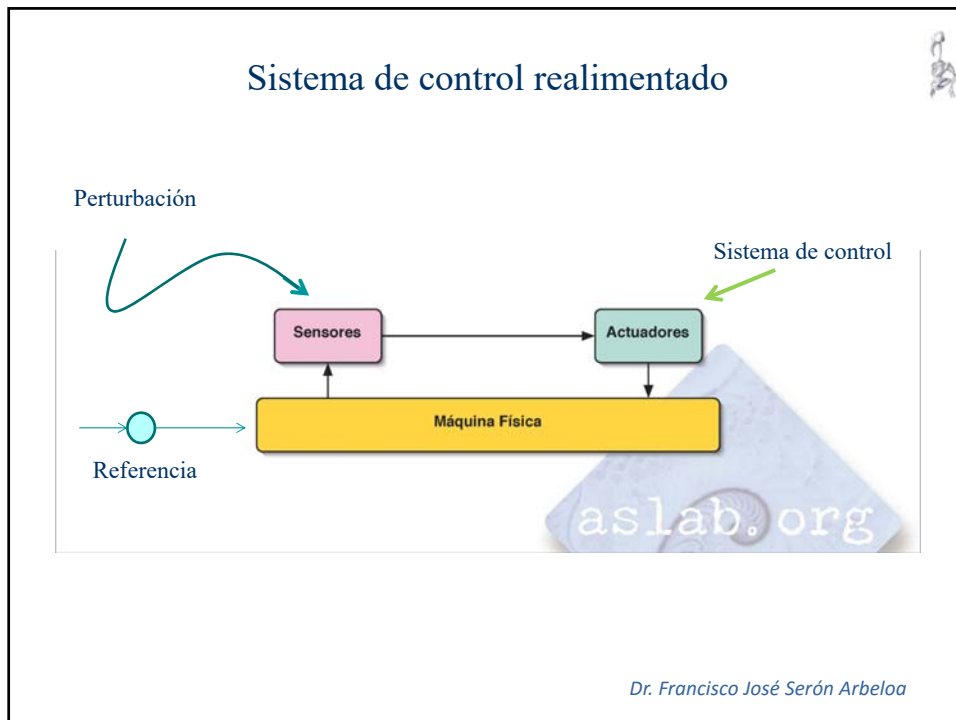 Sistema de control realimentado
Perturbación
Sistema de control
Sensores
Actuadores
Máquina Física
Referencia
aslab.org
Dr. Francisco José Serón Arbeloa